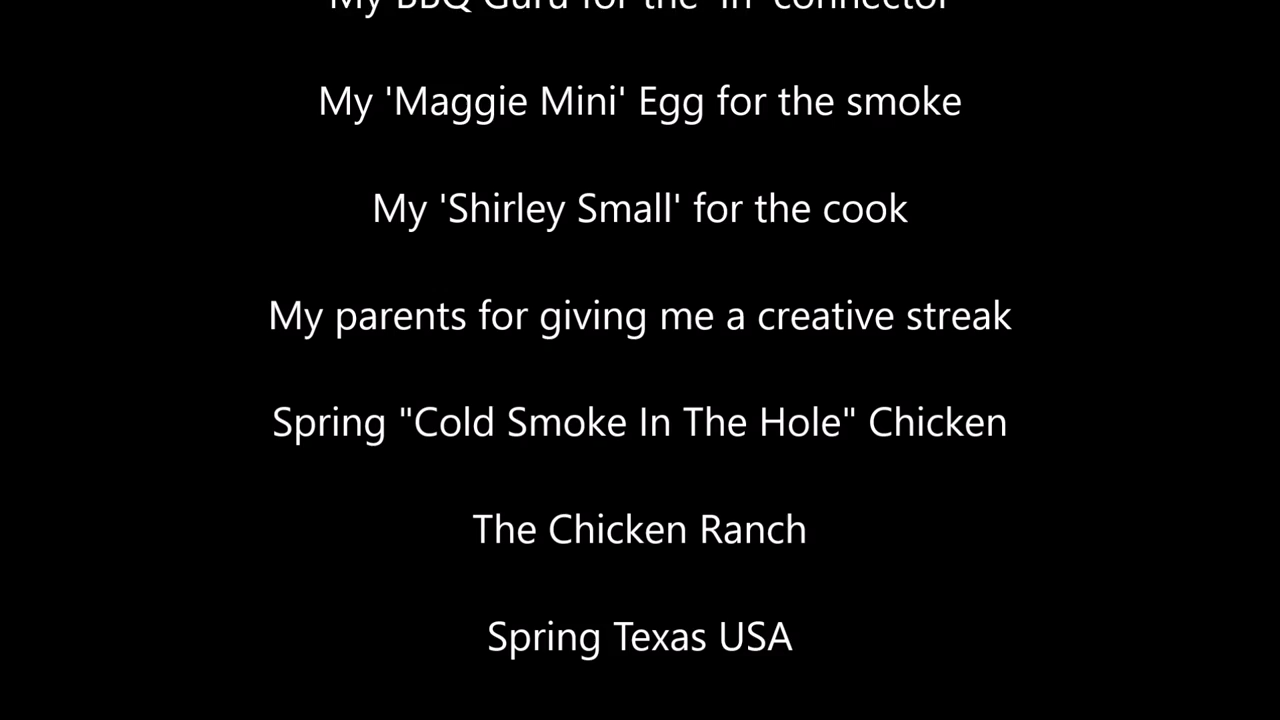 My BBQ Guru for the 'in' connector
My 'Maggie Mini' Egg for the smoke
My 'Shirley Small' for the cook
My parents for giving me a creative streak
Spring "Cold Smoke In The Hole" Chicken
The Chicken Ranch
Spring Texas USA